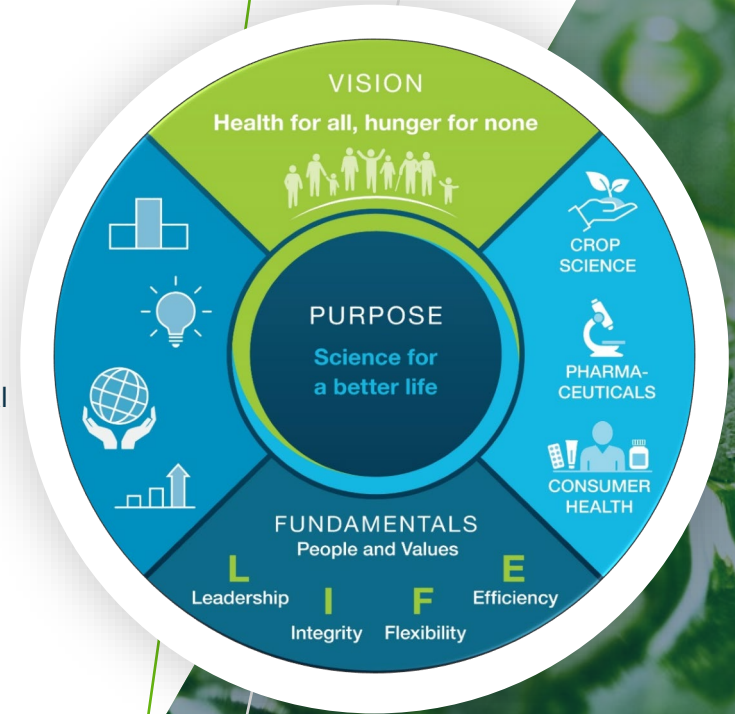 VISION
Health for all, hunger for none
CROP
SCIENCE
PHARMA-
CEUTICALS
CONSUMER
HEALTH
PURPOSE
Science for
a better life
FUNDAMENTALS
People and Values
L
Leadership
I
Integrity
F
Flexibility
E
Efficiency